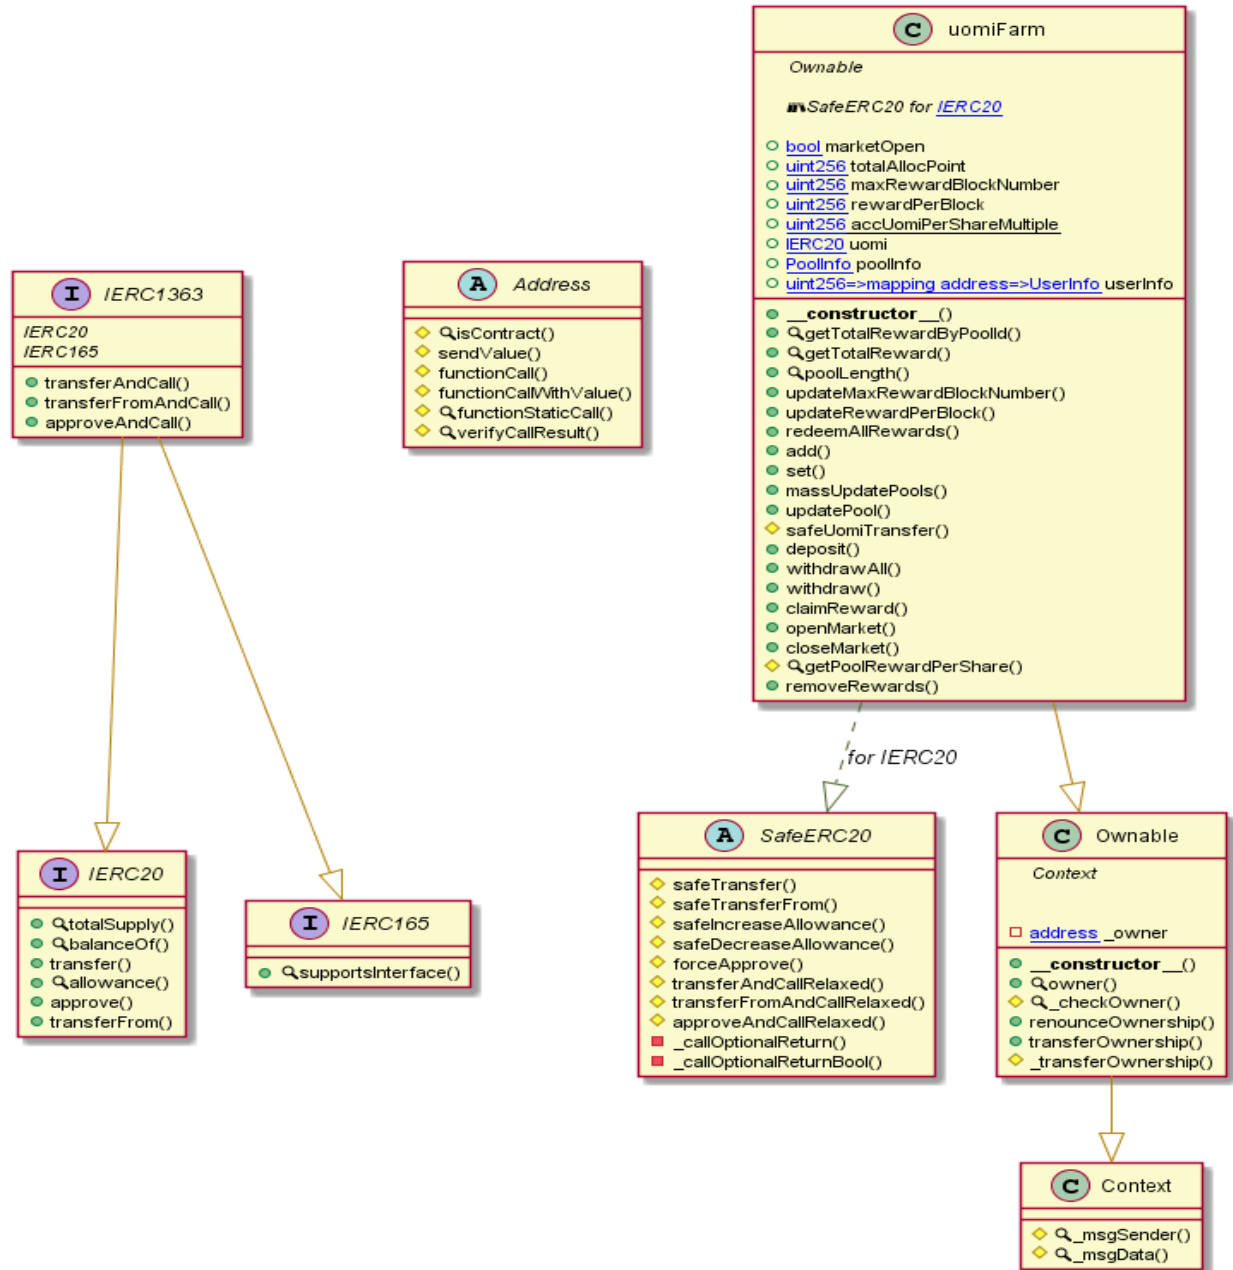 C uomiFarm
Ownable
SafeERC20 for IERC20
bool marketOpen
uint256 totalAllocPoint
uint256 maxRewardBlockNumber
uint256 rewardPerBlock
uint256 accUomiPerShareMultiple
IERC20 uomi
PoolInfo poolInfo
uint256=>mapping address=>UserInfo userInfo
__constructor__()
getTotalRewardByPoolId()
getTotalReward()
poolLength()
updateMaxRewardBlockNumber()
updateRewardPerBlock()
redeemAllRewards()
add()
set()
massUpdatePools()
updatePool()
safeUomiTransfer()
deposit()
withdrawAll()
withdraw()
claimReward()
openMarket()
closeMarket()
getPoolRewardPerShare()
removeRewards()
I IERC1363
IERC20
IERC165
transferAndCall()
transferFromAndCall()
approveAndCall()
A Address
isContract()
sendValue()
functionCall()
functionCallWithValue()
functionStaticCall()
verifyCallResult()
for IERC20
I IERC20
totalSupply()
balanceOf()
transfer()
allowance()
approve()
transferFrom()
I IERC165
supportsInterface()
A SafeERC20
safeTransfer()
safeTransferFrom()
safeIncreaseAllowance()
safeDecreaseAllowance()
forceApprove()
transferAndCallRelaxed()
transferFromAndCallRelaxed()
approveAndCallRelaxed()
_callOptionalReturn()
_callOptionalReturnBool()
C Ownable
Context
address _owner
__constructor__()
owner()
_checkOwner()
renounceOwnership()
transferOwnership()
_transferOwnership()
C Context
_msgSender()
_msgData()